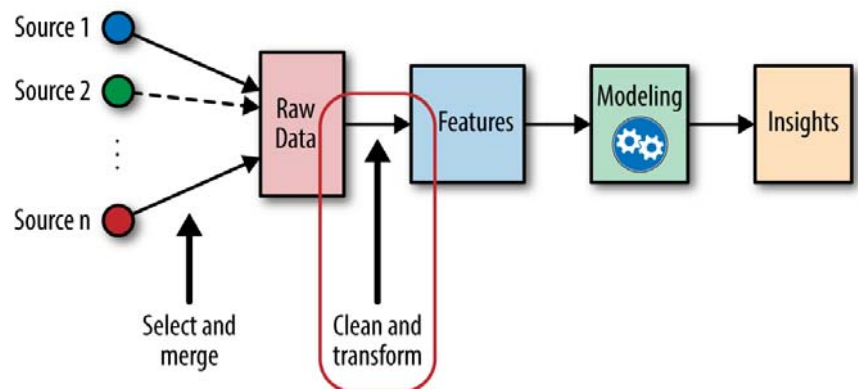 Source 1
Source 2
Source n
Raw
Data
Features
Modeling
Insights
Select and
merge
Clean and
transform